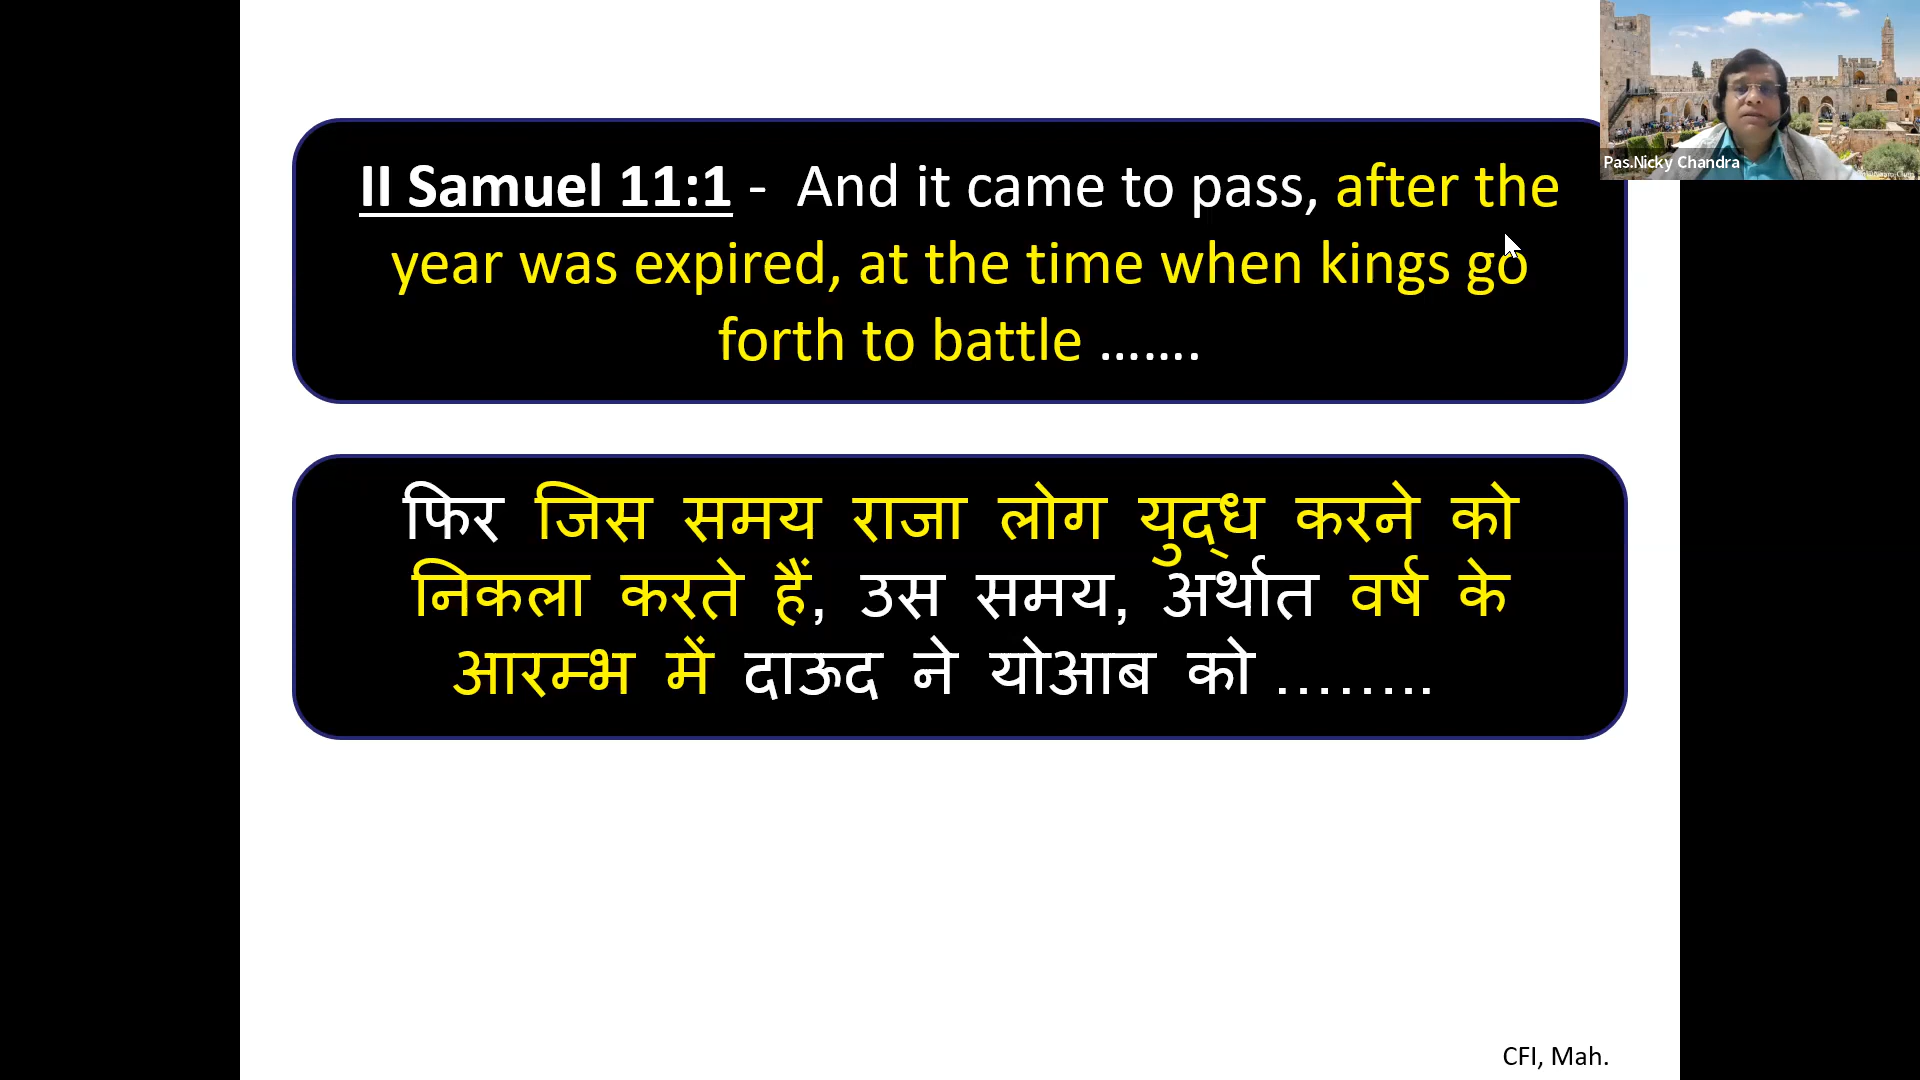 II Samuel 11:1 - And it came to pass, after the
year was expired, at the time when kings go
forth to battle .......
फिर जिस समय राजा लोग युद्ध करने को
निकला करते हैं, उस समय, अर्थात वर्ष के
आरम्भ में दाऊद ने योआब को ........
Pas.Nicky Chandra
CFI, Mah.